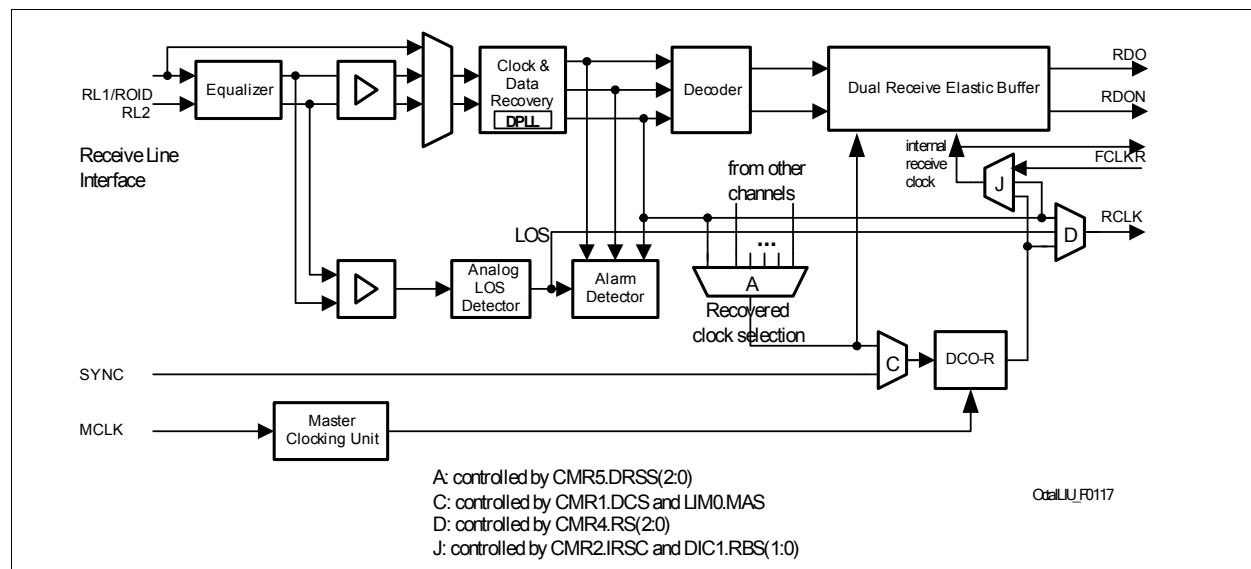 RL1/ROID
RL2
Receive Line
Interface
Equalizer
Clock &
Data
Recovery
DPLL
Decoder
Dual Receive Elastic Buffer
RDO
RDON
internal
receive
clock
FCLKR
J
from other
channels
...
RCLK
D
LOS
Analog
LOS
Detector
Alarm
Detector
A
Recovered
clock selection
C
DCO-R
SYNC
MCLK
Master
Clocking Unit
A: controlled by CMR5.DRSS(2:0)
C: controlled by CMR1.DCS and LIM0.MAS
D: controlled by CMR4.RS(2:0)
J: controlled by CMR2.IRSC and DIC1.RBS(1:0)
OctalLIU_F0117